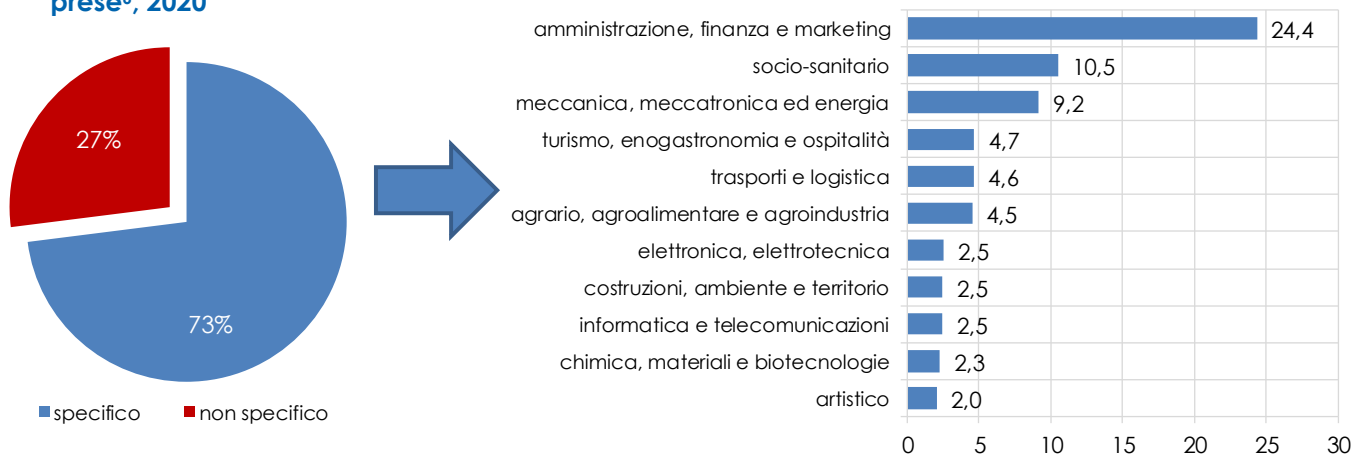 prese⁶, 2020
27%
73%
specifico
non specifico
amministrazione, finanza e marketing 24,4
socio-sanitario 10,5
meccanica, meccatronica ed energia 9,2
turismo, enogastronomia e ospitalità 4,7
trasporti e logistica 4,6
agrario, agroalimentare e agroindustria 4,5
elettronica, elettrotecnica 2,5
costruzioni, ambiente e territorio 2,5
informatica e telecomunicazioni 2,5
chimica, materiali e biotecnologie 2,3
artistico 2,0
0 5 10 15 20 25 30